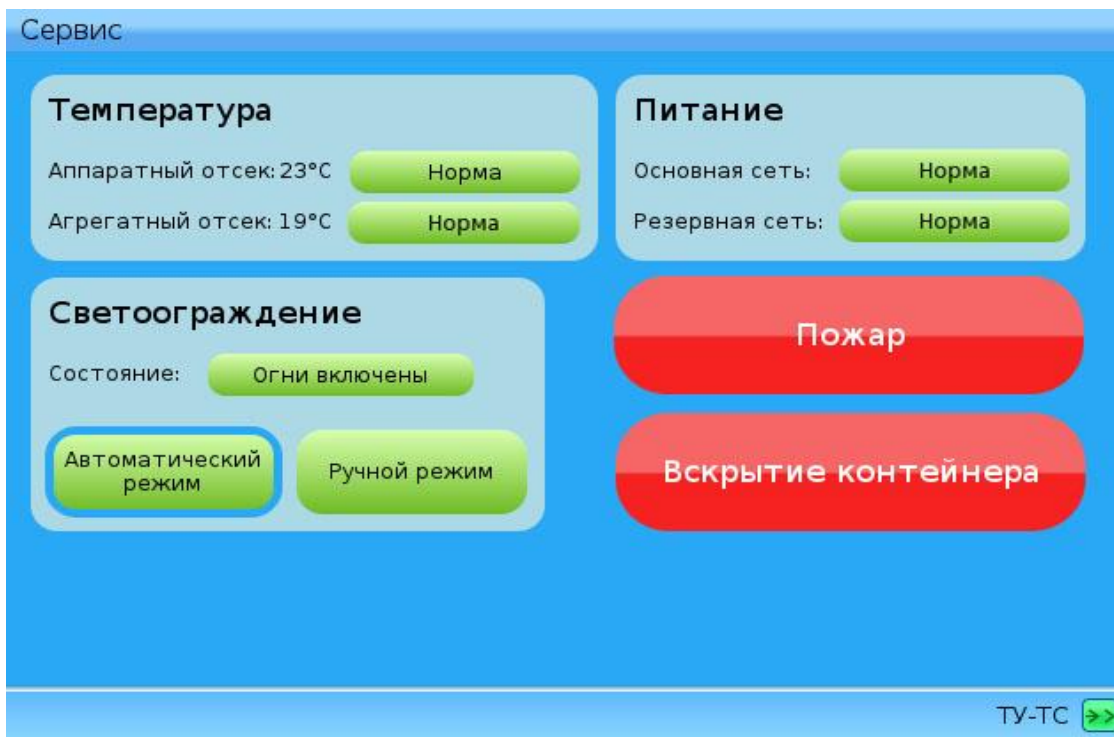 Сервис
Температура
Аппаратный отсек: 23°C Норма
Агрегатный отсек: 19°C Норма
Питание
Основная сеть: Норма
Резервная сеть: Норма
Светоограждение
Состояние: Огни включены
Автоматический
режим
Ручной режим
Пожар
Вскрытие контейнера
ТУ-ТС >>